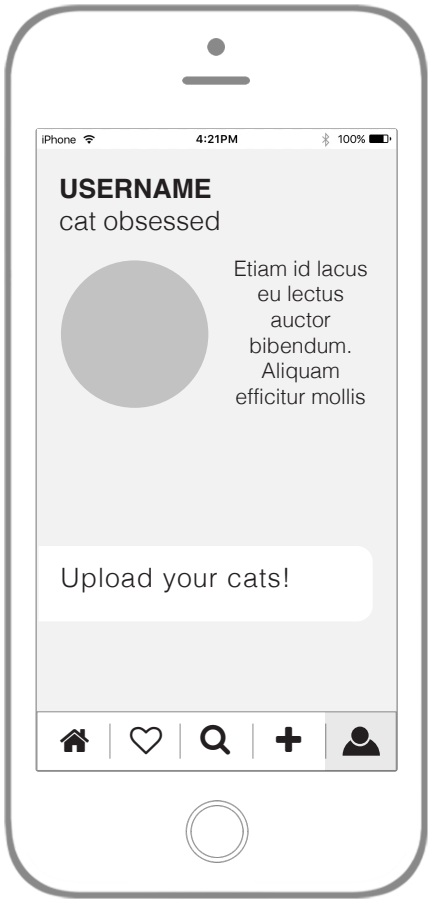 iPhone 4:21PM 100%
USERNAME
cat obsessed
Etiam id lacus
eu lectus
auctor
bibendum.
Aliquam
efficitur mollis
Upload your cats!